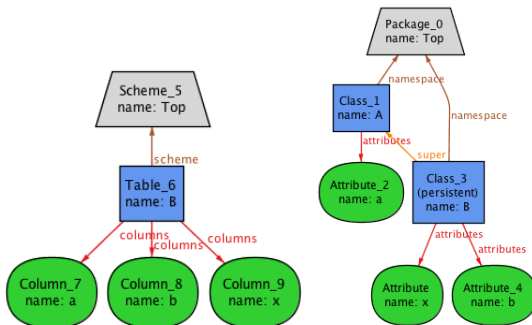 Scheme_5
name: Top
scheme
Table_6
name: B
columns
columns
columns
Column_7
name: a
Column_8
name: b
Column_9
name: x
Package_0
name: Top
namespace
Class_1
name: A
namespace
attributes
super
Attribute_2
name: a
Class_3
(persistent)
name: B
attributes
attributes
Attribute
name: x
Attribute_4
name: b